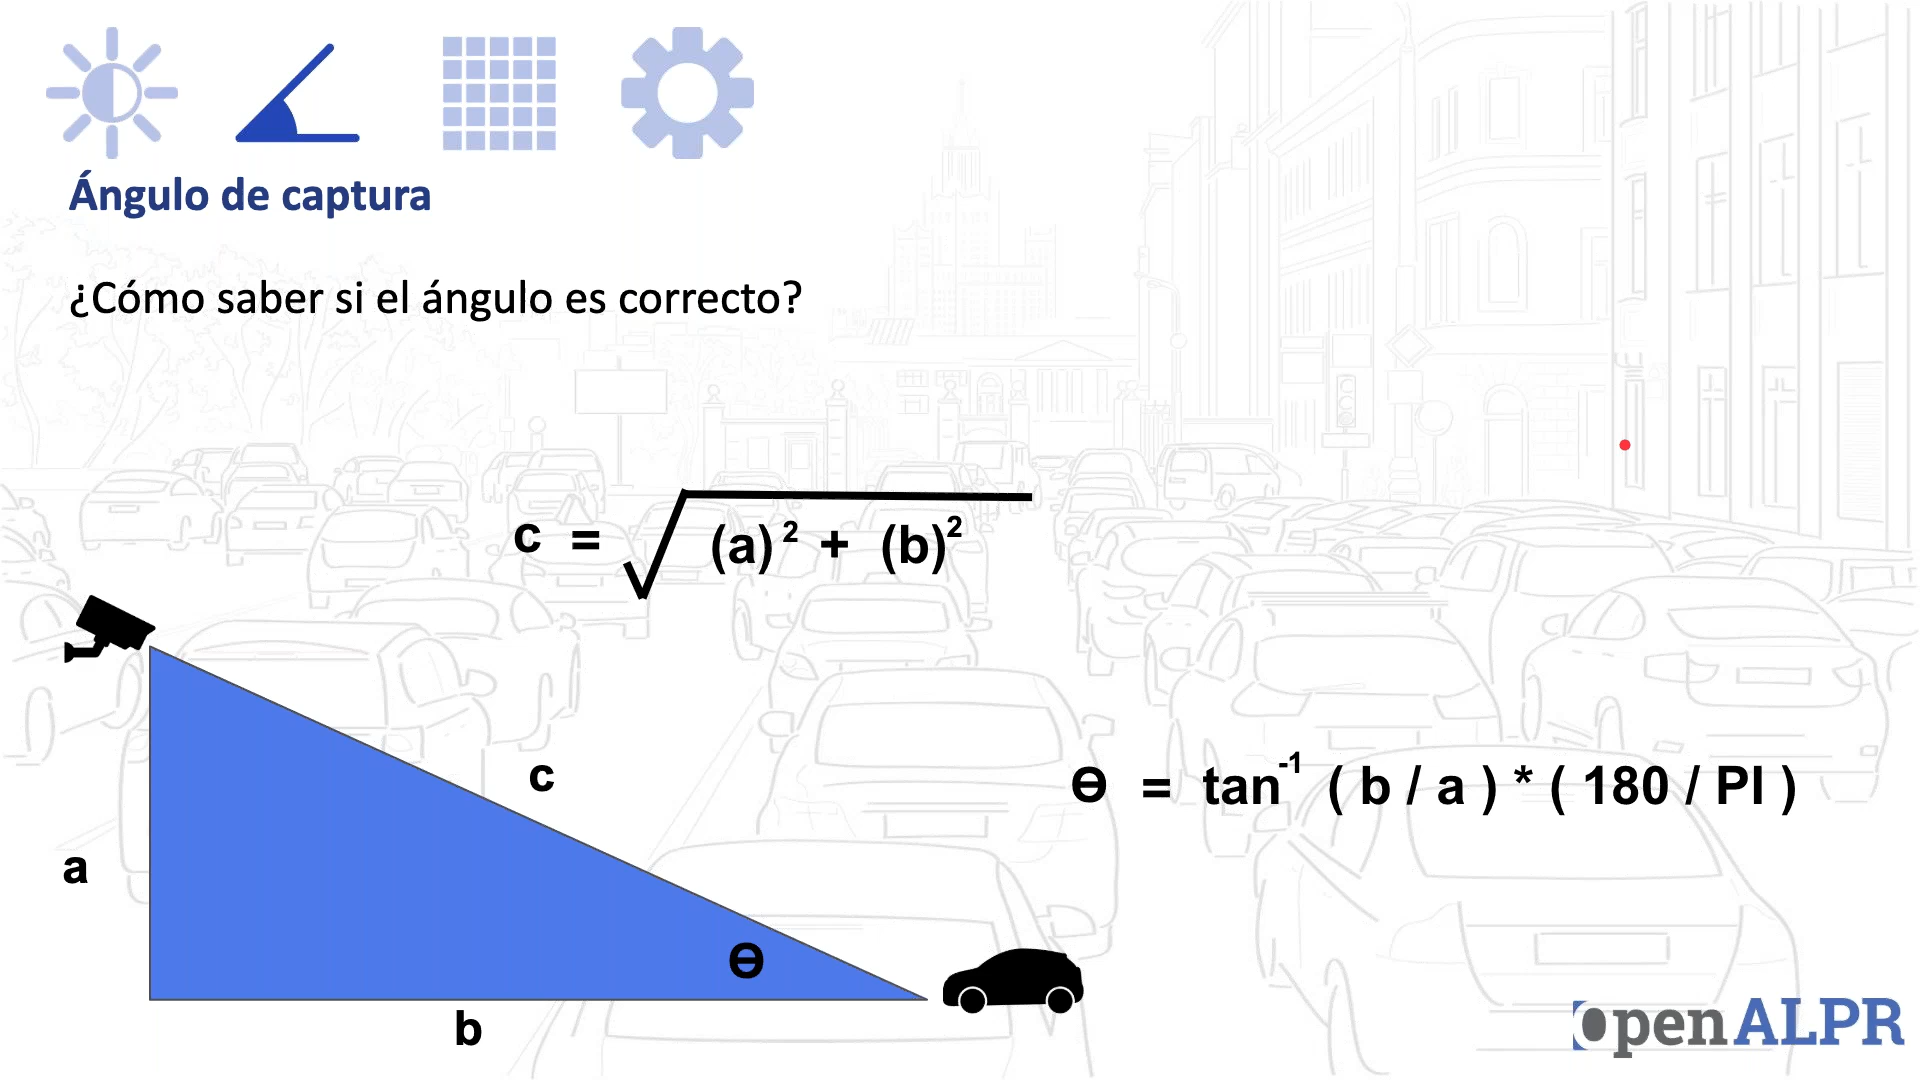 Ángulo de captura
¿Cómo saber si el ángulo es correcto?
c = √ (a)² + (b)²
c
ɵ = tan⁻¹ ( b / a ) * ( 180 / PI )
a
ɵ
b
openALPR